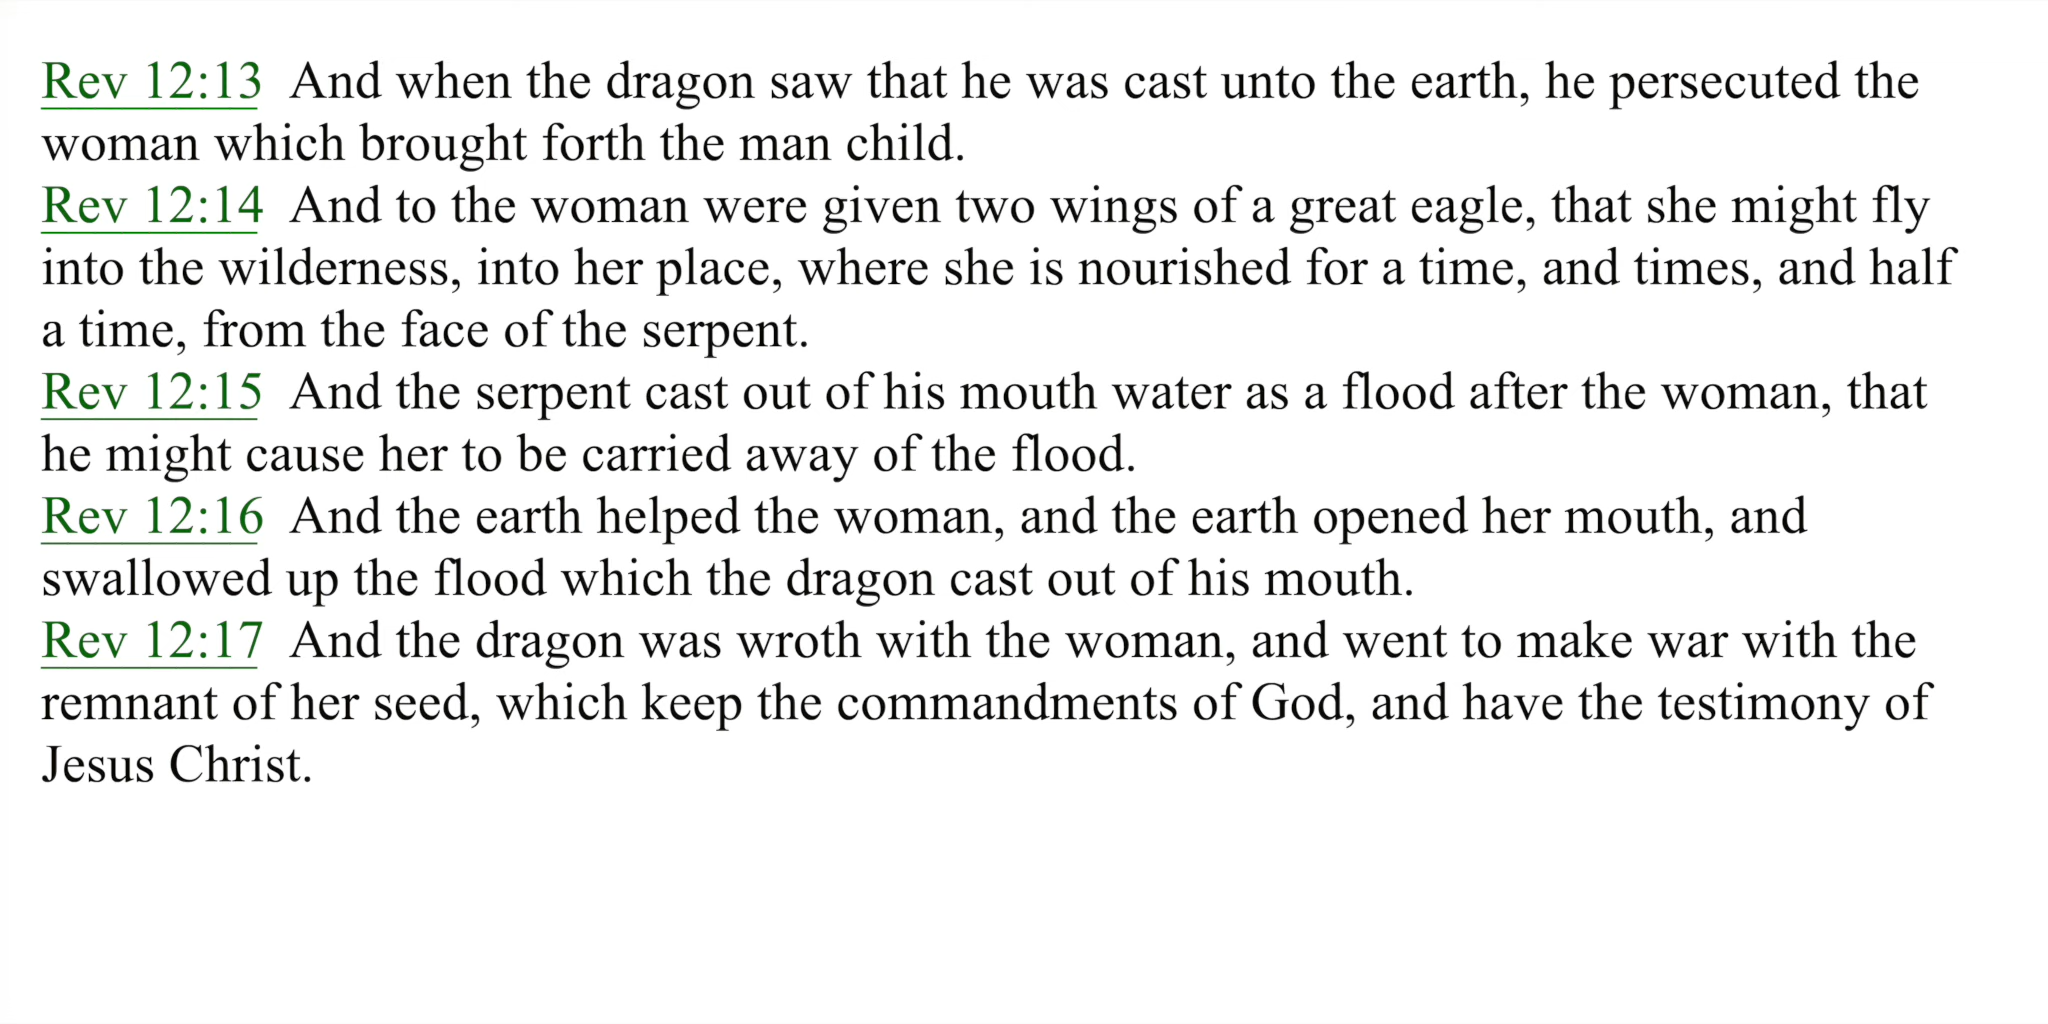 Rev 12:13  And when the dragon saw that he was cast unto the earth, he persecuted the
woman which brought forth the man child.
Rev 12:14  And to the woman were given two wings of a great eagle, that she might fly
into the wilderness, into her place, where she is nourished for a time, and times, and half
a time, from the face of the serpent.
Rev 12:15  And the serpent cast out of his mouth water as a flood after the woman, that
he might cause her to be carried away of the flood.
Rev 12:16  And the earth helped the woman, and the earth opened her mouth, and
swallowed up the flood which the dragon cast out of his mouth.
Rev 12:17  And the dragon was wroth with the woman, and went to make war with the
remnant of her seed, which keep the commandments of God, and have the testimony of
Jesus Christ.